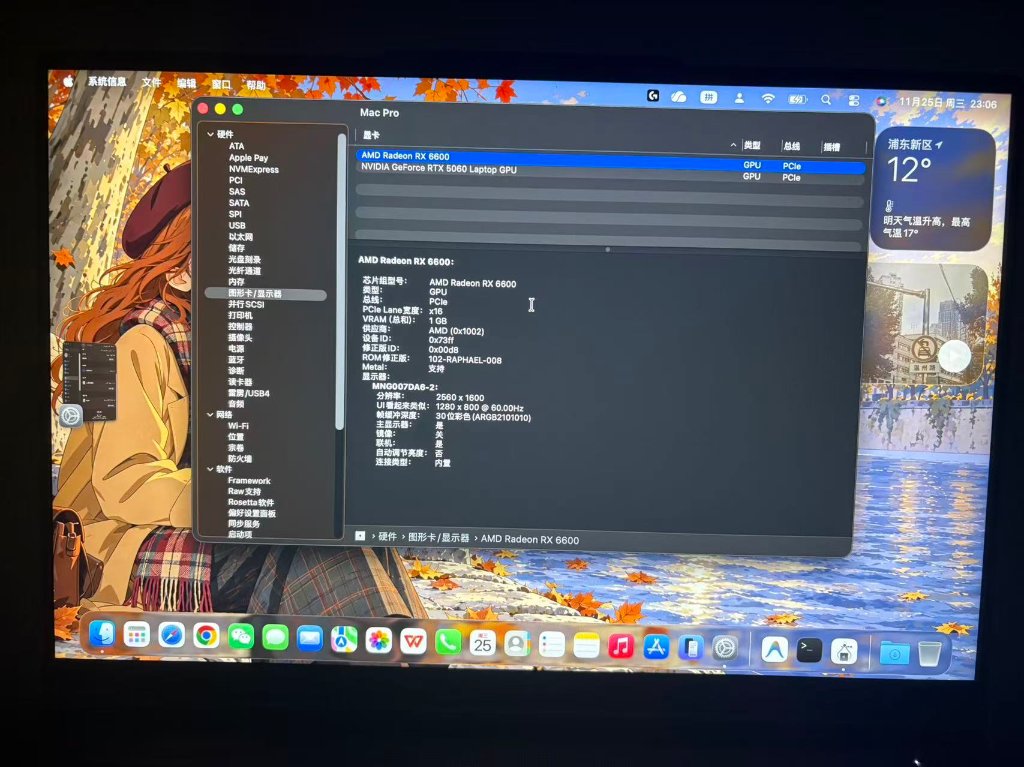 系统信息 文件 编辑 窗口 帮助
拼
11月25日 周三 23:06
Mac Pro
显卡
类型 总线 插槽
AMD Radeon RX 6600 GPU PCIe
NVIDIA GeForce RTX 5060 Laptop GPU GPU PCIe
硬件
ATA
Apple Pay
NVMExpress
PCI
SAS
SATA
SPI
USB
以太网
储存
光盘刻录
光纤通道
内存
图形卡/显示器
并行SCSI
打印机
控制器
摄像头
电源
蓝牙
诊断
读卡器
雷雳/USB4
音频
网络
Wi-Fi
位置
宗卷
防火墙
软件
Framework
Raw支持
Rosetta软件
偏好设置面板
同步服务
启动项
AMD Radeon RX 6600:
芯片组型号: AMD Radeon RX 6600
类型: GPU
总线: PCIe
PCIe Lane宽度: x16
VRAM (总和): 1 GB
供应商: AMD (0x1002)
设备ID: 0x73ff
修正版ID: 0x00d8
ROM修正版: 102-RAPHAEL-008
Metal: 支持
显示器:
MNG007DA6-2:
分辨率: 2560 x 1600
UI看起来类似: 1280 x 800 @ 60.00Hz
帧缓冲深度: 30位彩色 (ARGB2101010)
主显示器: 是
镜像: 关
联机: 是
自动调节亮度: 否
连接类型: 内置
› 硬件 › 图形卡/显示器 › AMD Radeon RX 6600
浦东新区
12°
明天气温升高，最高
气温17°
周三
25